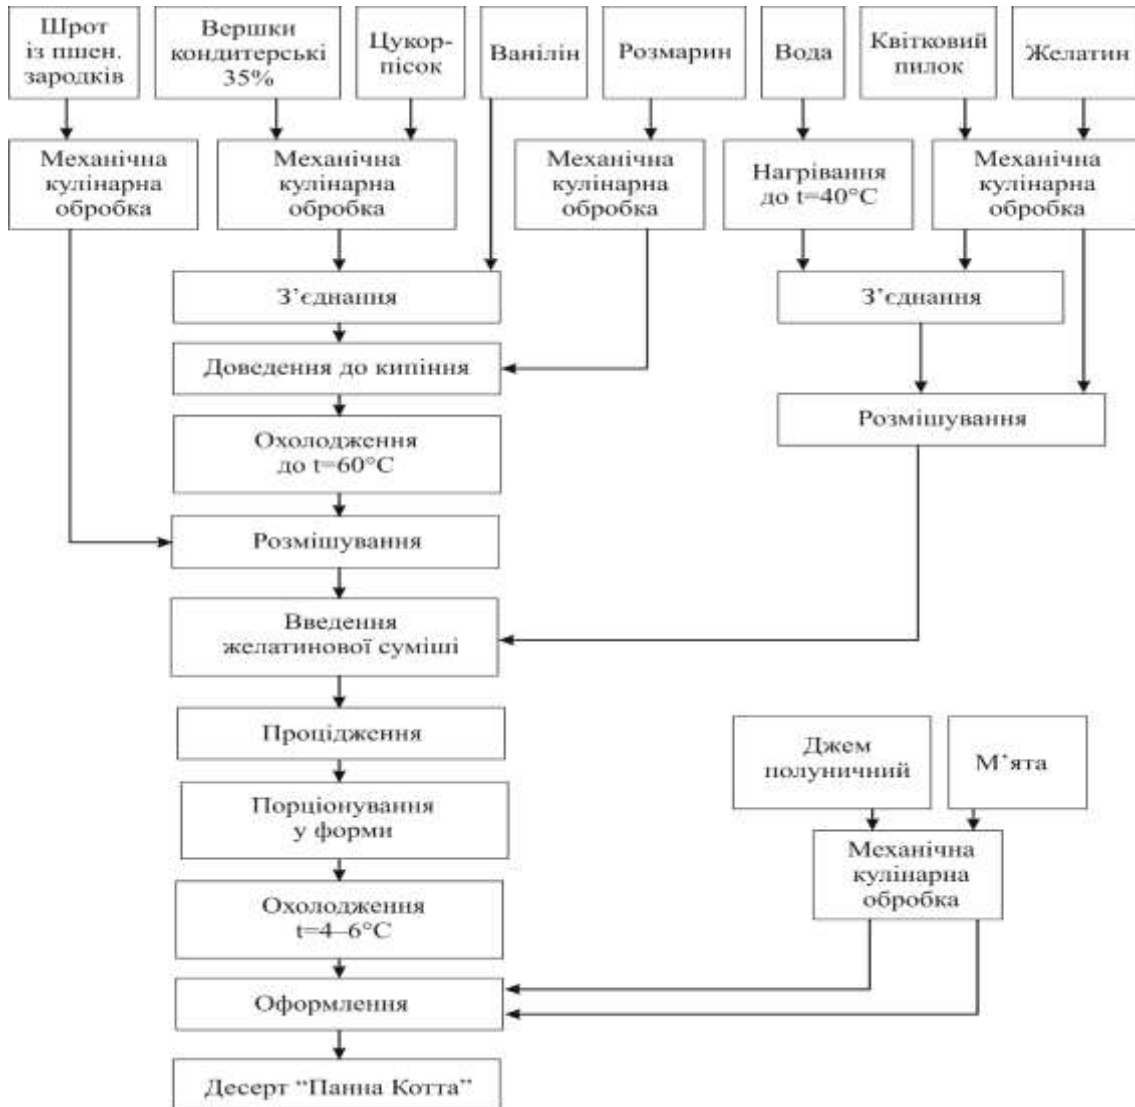 Шрот
із пшен.
зародків
Вершки
кондитерські
35%
Цукор-
пісок
Ванілін
Розмарин
Вода
Квітковий
пилок
Желатин
Механічна
кулінарна
обробка
Механічна
кулінарна
обробка
Механічна
кулінарна
обробка
Нагрівання
до t=40°C
Механічна
кулінарна
обробка
З’єднання
З’єднання
Доведення до кипіння
Розмішування
Охолодження
до t=60°C
Розмішування
Введення
желатинової суміші
Проціdження
Джем
полуничний
М’ята
Порціонування
у форми
Механічна
кулінарна
обробка
Охолодження
t=4–6°C
Оформлення
Десерт “Панна Котта”